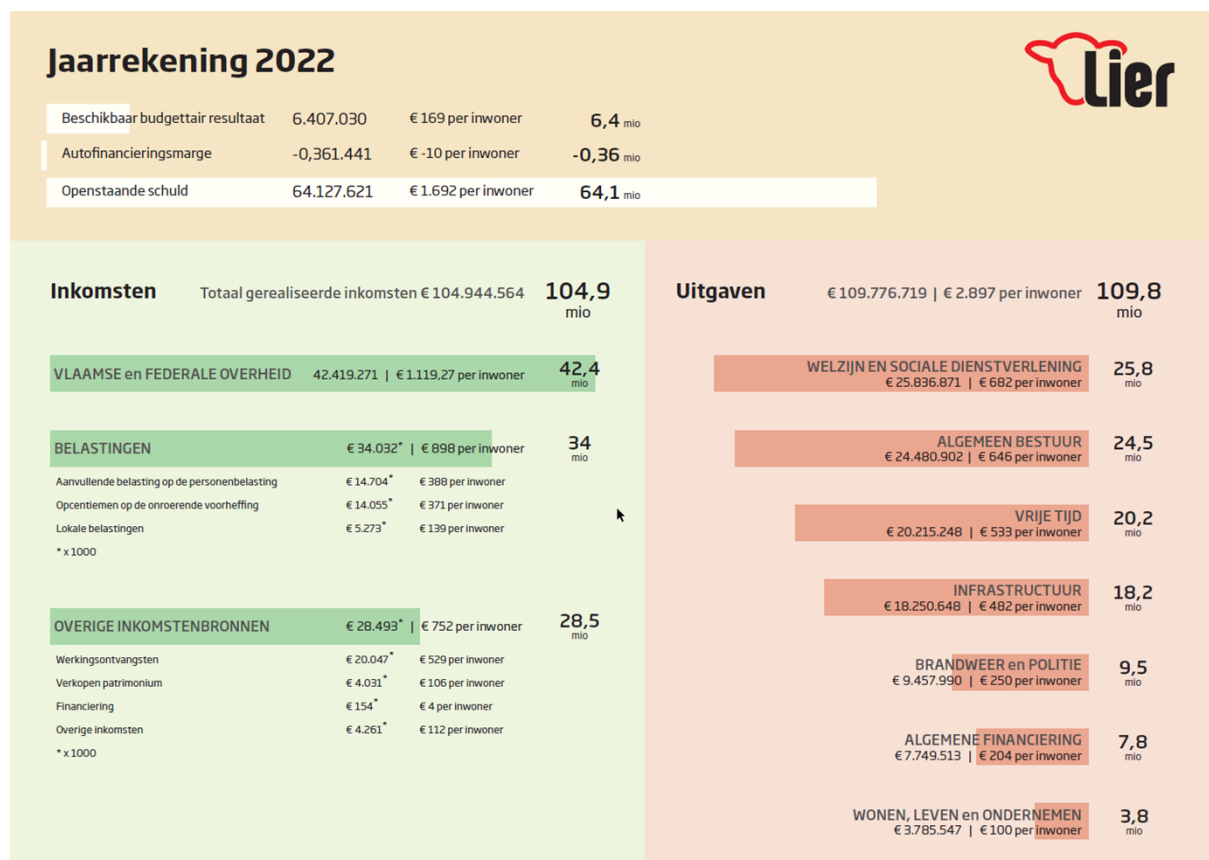 Jaarrekening 2022
Lier
Beschikbaar budgettair resultaat 6.407.030 € 169 per inwoner 6,4 mio
Autofinancieringsmarge -0,361.441 € -10 per inwoner -0,36 mio
Openstaande schuld 64.127.621 € 1.692 per inwoner 64,1 mio
Inkomsten Totaal gerealiseerde inkomsten € 104.944.564 104,9 mio
VLAAMSE en FEDERALE OVERHEID 42.419.271 | € 1.119,27 per inwoner 42,4 mio
BELASTINGEN € 34.032* | € 898 per inwoner 34 mio
Aanvullende belasting op de personenbelasting € 14.704* € 388 per inwoner
Opcentiemen op de onroerende voorheffing € 14.055* € 371 per inwoner
Lokale belastingen € 5.273* € 139 per inwoner
* x 1000
OVERIGE INKOMSTENBRONNEN € 28.493* | € 752 per inwoner 28,5 mio
Werkingsontvangsten € 20.047* € 529 per inwoner
Verkopen patrimonium € 4.031* € 106 per inwoner
Financiering € 154* € 4 per inwoner
Overige inkomsten € 4.261* € 112 per inwoner
* x 1000
Uitgaven € 109.776.719 | € 2.897 per inwoner 109,8 mio
WELZIJN EN SOCIALE DIENSTVERLENING 25,8 mio
€ 25.836.871 | € 682 per inwoner
ALGEMEEN BESTUUR 24,5 mio
€ 24.480.902 | € 646 per inwoner
VRIJE TIJD 20,2 mio
€ 20.215.248 | € 533 per inwoner
INFRASTRUCTUUR 18,2 mio
€ 18.250.648 | € 482 per inwoner
BRANDWEER en POLITIE 9,5 mio
€ 9.457.990 | € 250 per inwoner
ALGEMENE FINANCIERING 7,8 mio
€ 7.749.513 | € 204 per inwoner
WONEN, LEVEN en ONDERNEMEN 3,8 mio
€ 3.785.547 | € 100 per inwoner